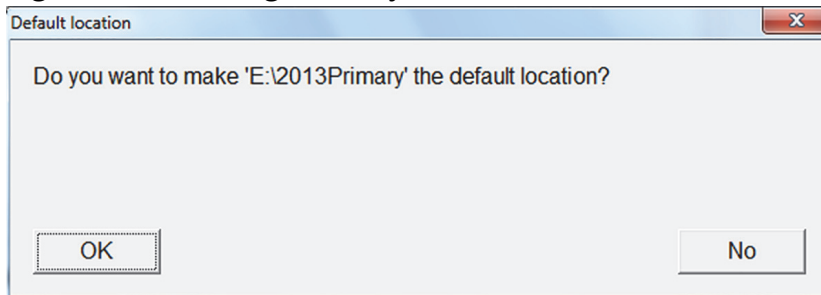 Default location
Do you want to make 'E:\2013Primary' the default location?
OK
No